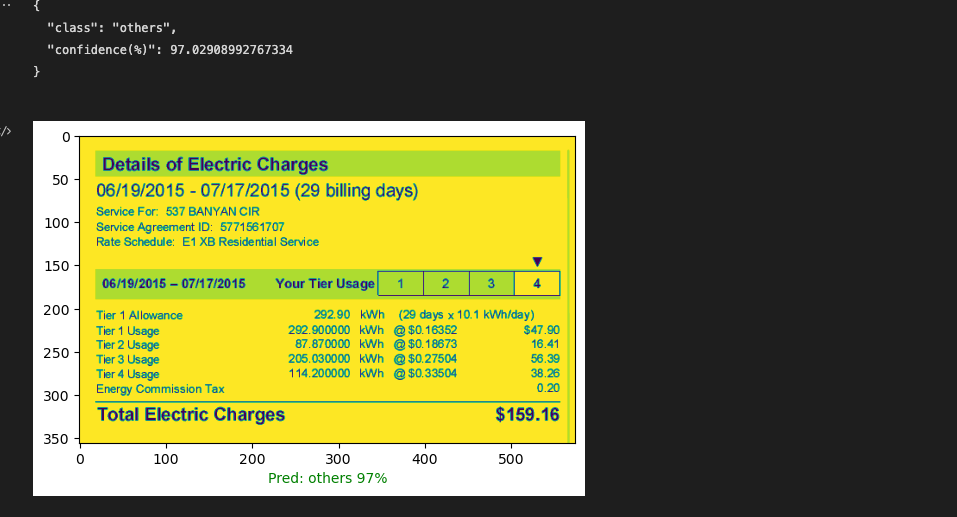 {
"class": "others",
"confidence(%)": 97.02908992767334
}
</>
0
50
100
150
200
250
300
350
Details of Electric Charges
06/19/2015 - 07/17/2015 (29 billing days)
Service For: 537 BANYAN CIR
Service Agreement ID: 5771561707
Rate Schedule: E1 XB Residential Service
06/19/2015 – 07/17/2015 Your Tier Usage 1 2 3 4
Tier 1 Allowance 292.90 kWh (29 days x 10.1 kWh/day)
Tier 1 Usage 292.900000 kWh @ $0.16352 $47.90
Tier 2 Usage 87.870000 kWh @ $0.18673 16.41
Tier 3 Usage 205.030000 kWh @ $0.27504 56.39
Tier 4 Usage 114.200000 kWh @ $0.33504 38.26
Energy Commission Tax 0.20
Total Electric Charges $159.16
0 100 200 300 400 500
Pred: others 97%